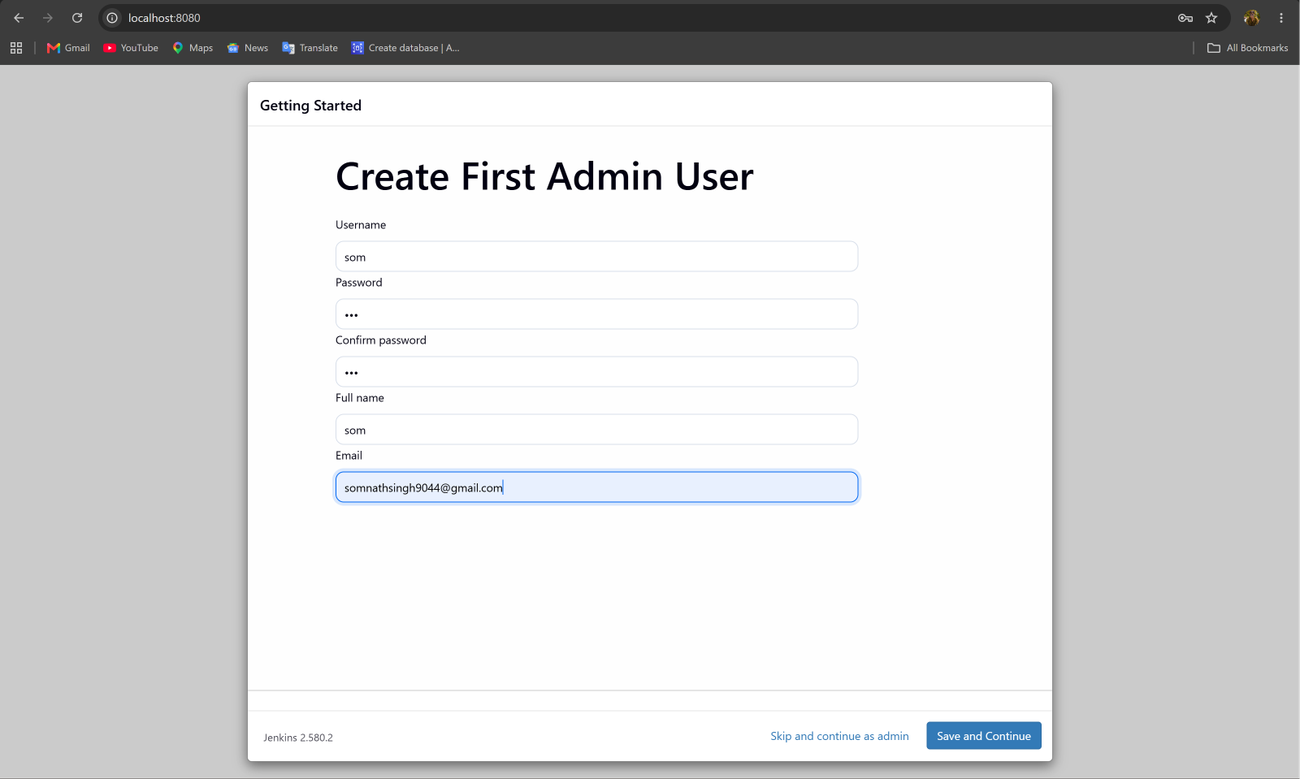 localhost:8080
Gmail YouTube Maps News Translate Create database | A... All Bookmarks
Getting Started
Create First Admin User
Username
som
Password
•••
Confirm password
•••
Full name
som
Email
somnathsingh9044@gmail.com
Jenkins 2.580.2 Skip and continue as admin Save and Continue